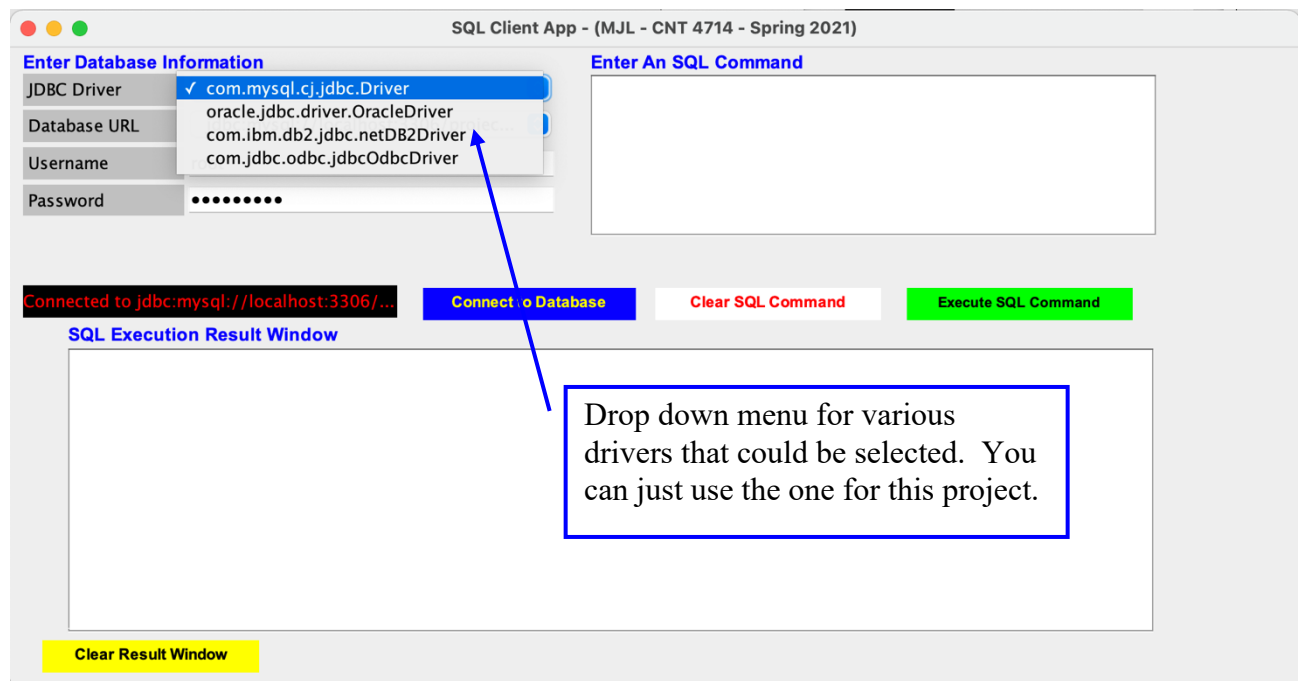 SQL Client App - (MJL - CNT 4714 - Spring 2021)
Enter Database Information
JDBC Driver
✓ com.mysql.cj.jdbc.Driver
oracle.jdbc.driver.OracleDriver
com.ibm.db2.jdbc.netDB2Driver
com.jdbc.odbc.jdbcOdbcDriver
Database URL
Username
Password
•••••••••
Enter An SQL Command
Connected to jdbc:mysql://localhost:3306/...
Connect to Database
Clear SQL Command
Execute SQL Command
SQL Execution Result Window
Drop down menu for various
drivers that could be selected.  You
can just use the one for this project.
Clear Result Window